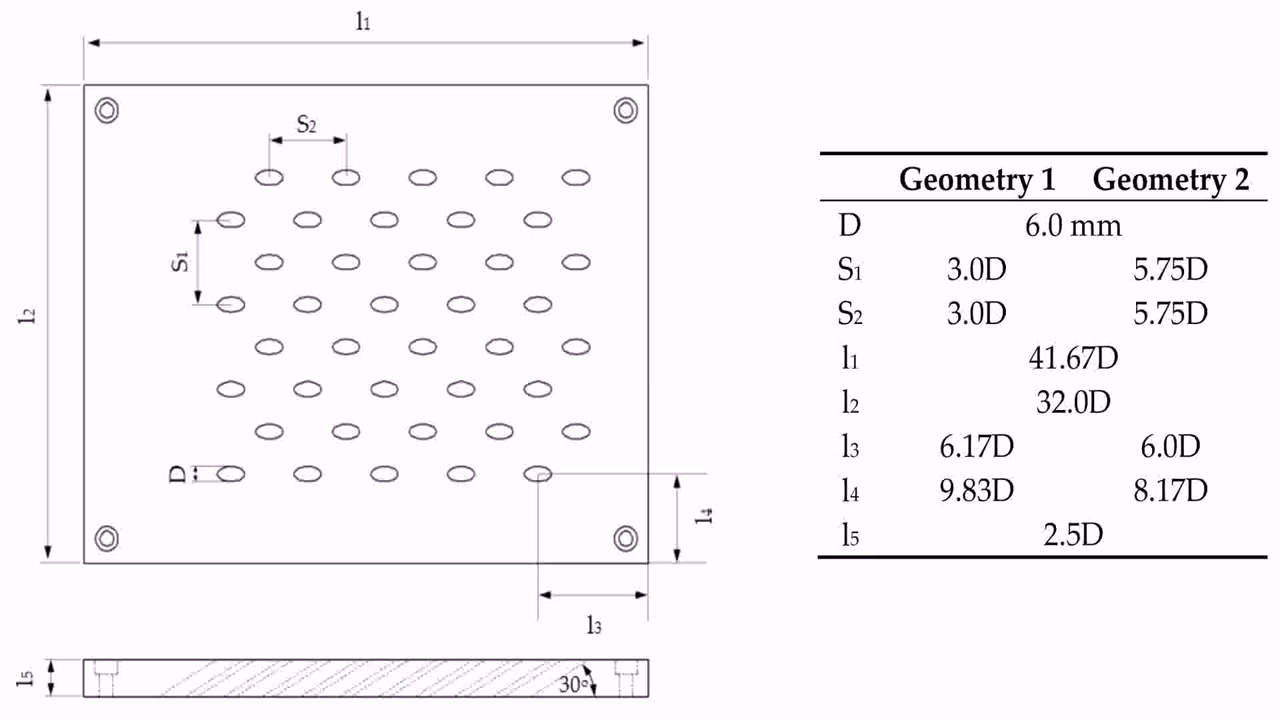 l1
S2
S1
l2
D
l4
l3
l5
30°
Geometry 1 Geometry 2
D 6.0 mm
S1 3.0D 5.75D
S2 3.0D 5.75D
l1 41.67D
l2 32.0D
l3 6.17D 6.0D
l4 9.83D 8.17D
l5 2.5D